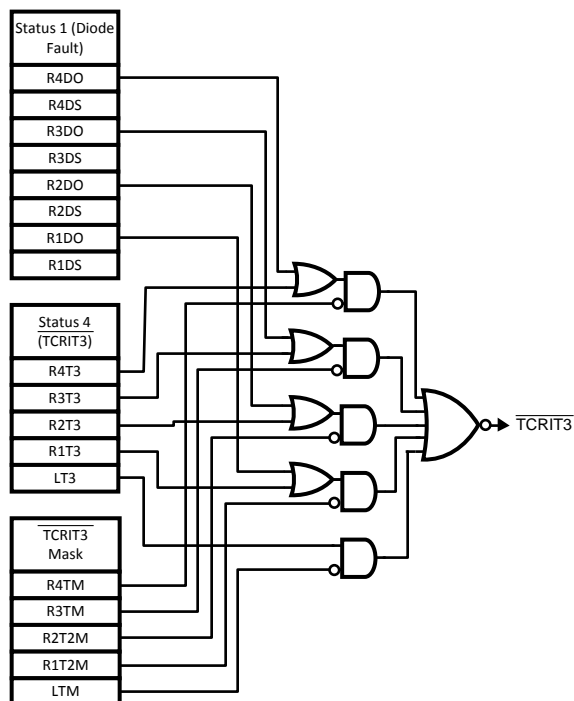 Status 1 (Diode
Fault)
R4DO
R4DS
R3DO
R3DS
R2DO
R2DS
R1DO
R1DS
Status 4
(TCRIT3)
R4T3
R3T3
R2T3
R1T3
LT3
TCRIT3
Mask
R4TM
R3TM
R2T2M
R1T2M
LTM
TCRIT3